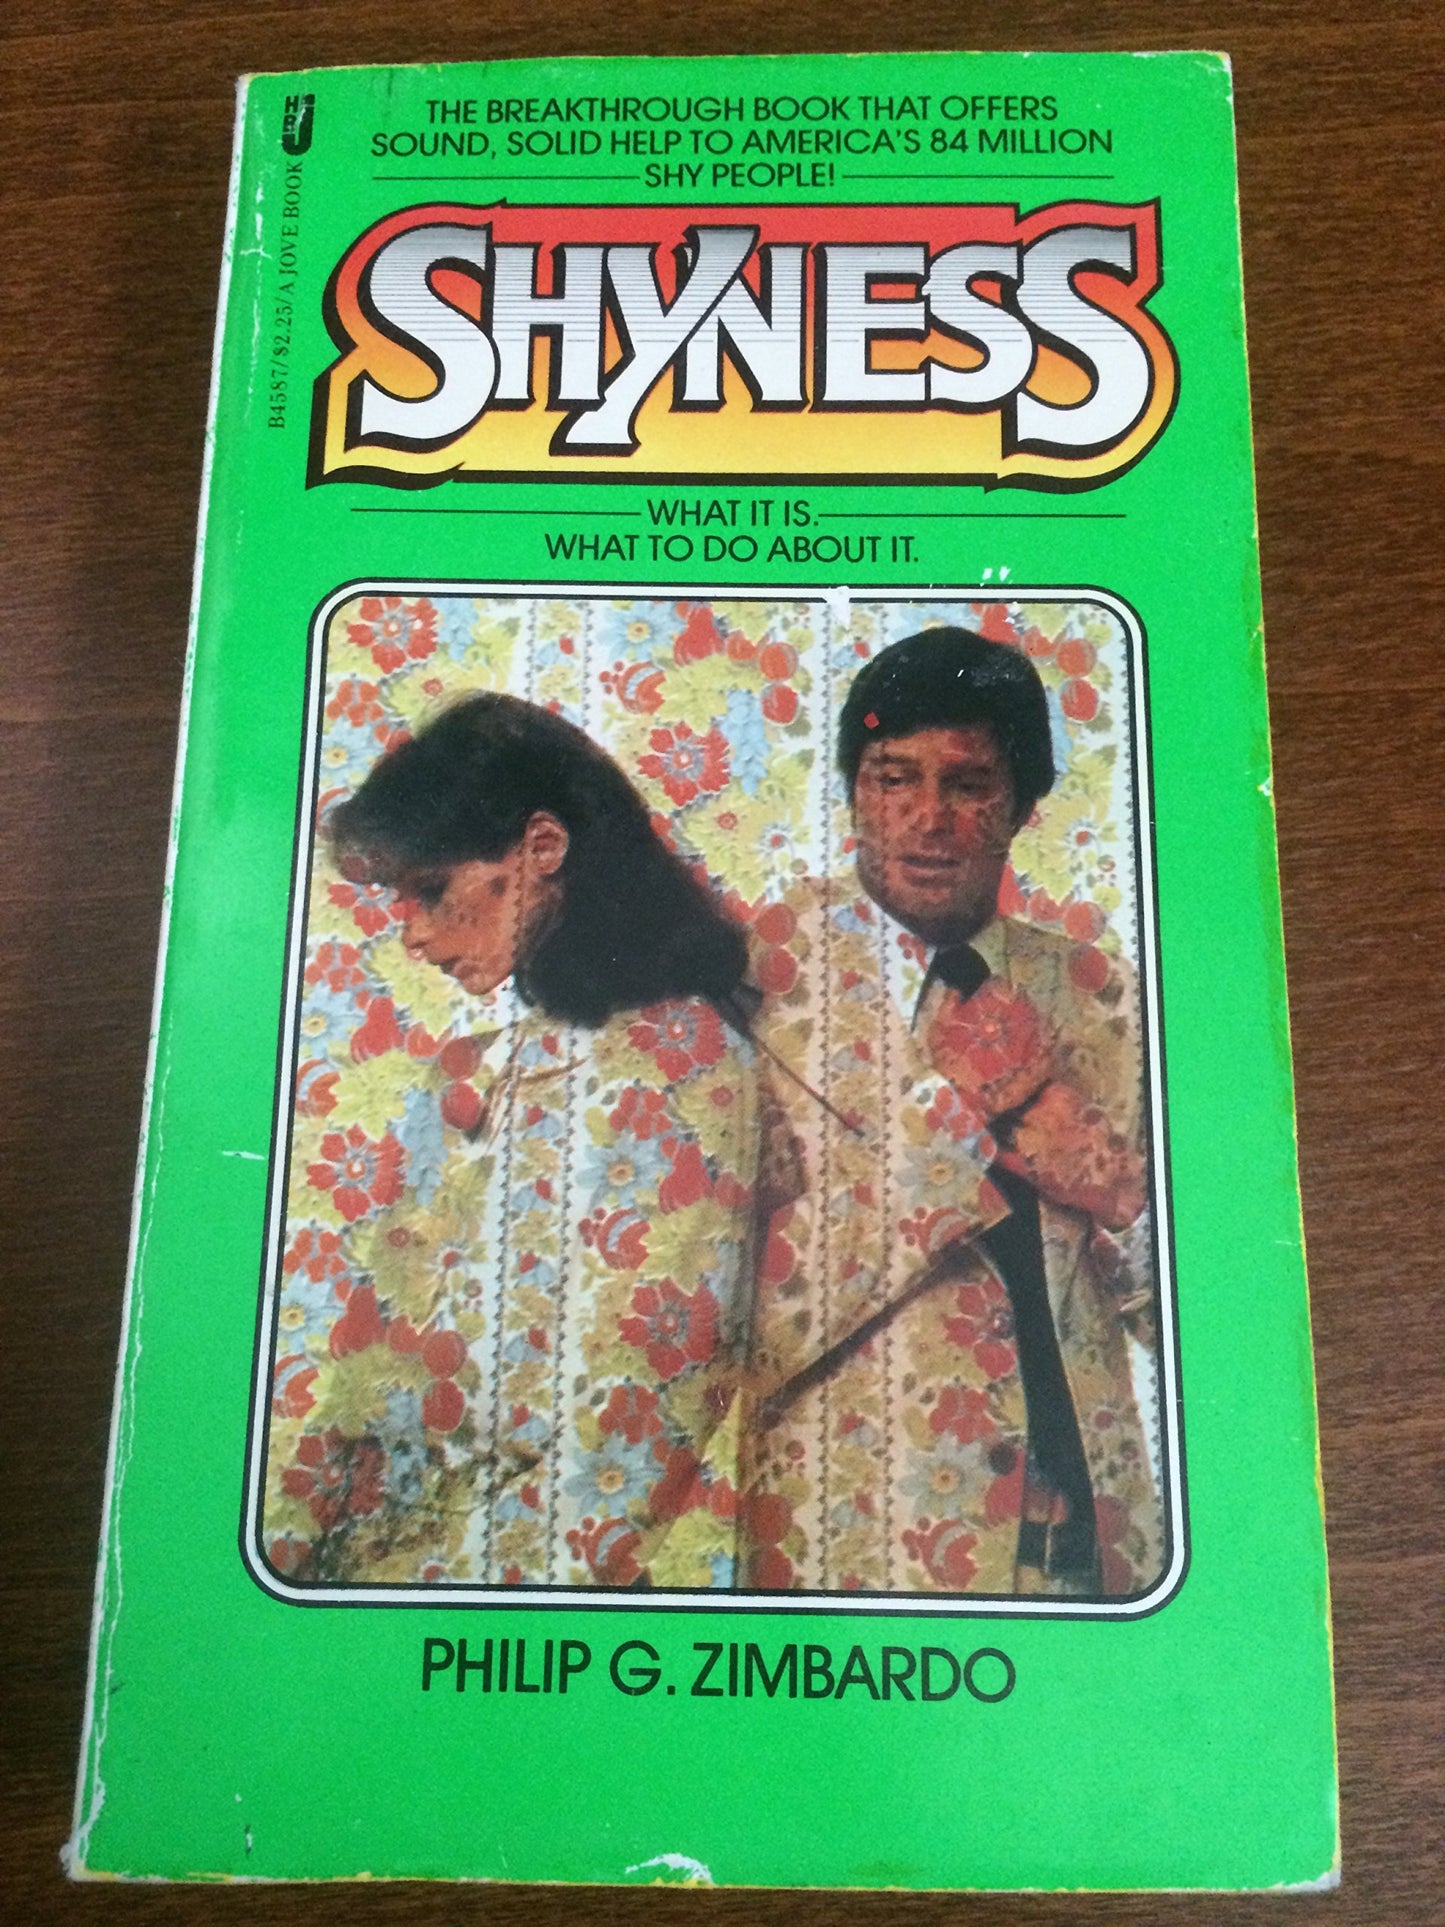 THE BREAKTHROUGH BOOK THAT OFFERS
SOUND, SOLID HELP TO AMERICA'S 84 MILLION
SHY PEOPLE!
SHYNESS
WHAT IT IS.
WHAT TO DO ABOUT IT.
PHILIP G. ZIMBARDO
B4587/$2.25/A JOVE BOOK